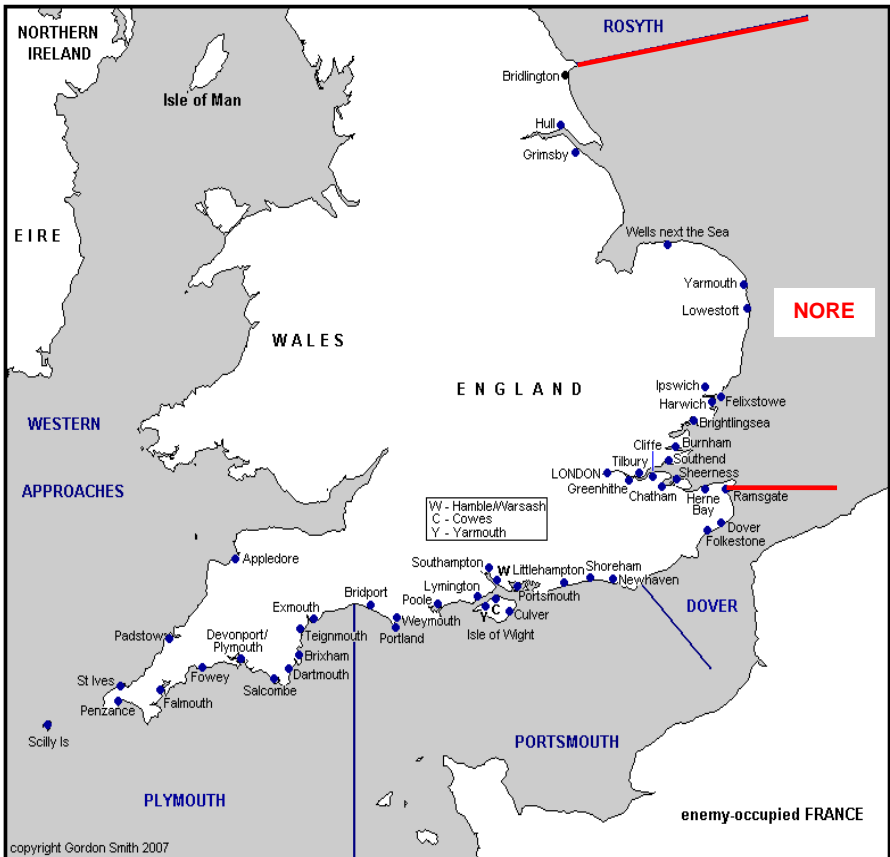 NORTHERN
IRELAND
ROSYTH
Bridlington
Isle of Man
Hull
Grimsby
EIRE
Wells next the Sea
Yarmouth
NORE
Lowestoft
WALES
ENGLAND
Ipswich
Felixstowe
Harwich
Brightlingsea
WESTERN
Cliffe
Burnham
Tilbury
Southend
LONDON
Sheerness
APPROACHES
Greenhithe
Chatham
Herne
Bay
Ramsgate
W - Hamble/Warsash
C - Cowes
Y - Yarmouth
Dover
Folkestone
Appledore
Southampton
W
Littlehampton
Shoreham
Newhaven
Lymington
Portsmouth
DOVER
Bridport
Poole
Exmouth
Weymouth
Y
C
Culver
Padstow
Devonport/
Plymouth
Teignmouth
Portland
Isle of Wight
Brixham
St Ives
Fowey
Dartmouth
Salcombe
Penzance
Falmouth
Scilly Is
PORTSMOUTH
PLYMOUTH
enemy-occupied FRANCE
copyright Gordon Smith 2007